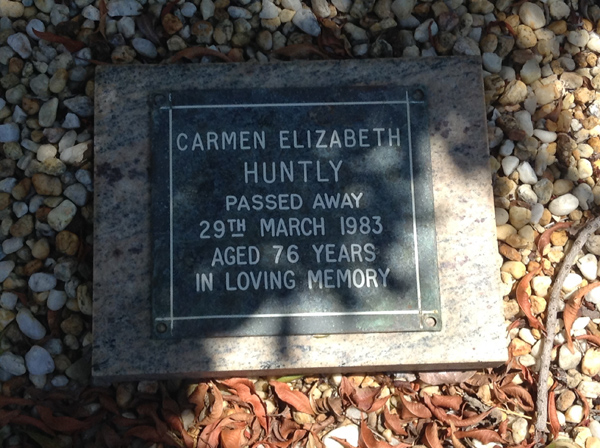 CARMEN ELIZABETH
HUNTLY
PASSED AWAY
29TH MARCH 1983
AGED 76 YEARS
IN LOVING MEMORY